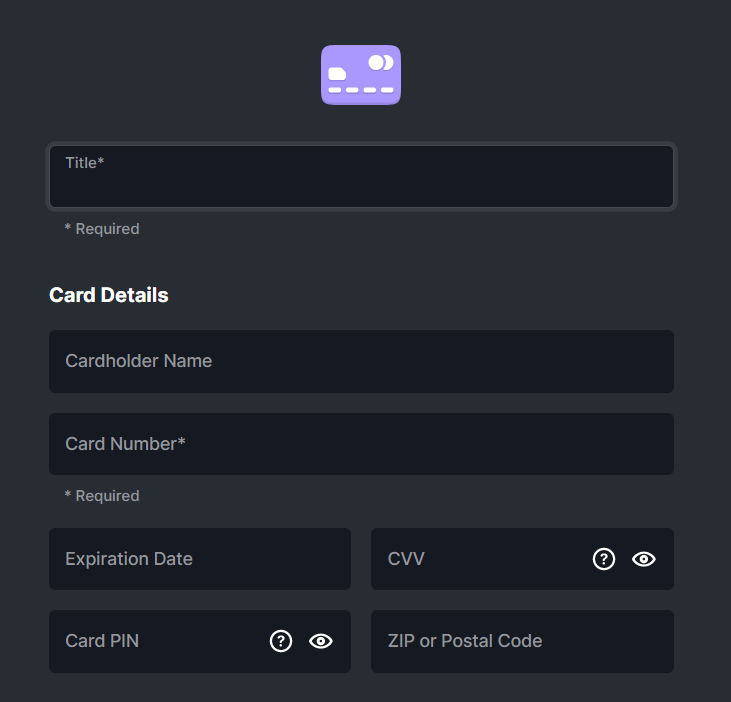 Title*
* Required
Card Details
Cardholder Name
Card Number*
* Required
Expiration Date
CVV
Card PIN
ZIP or Postal Code